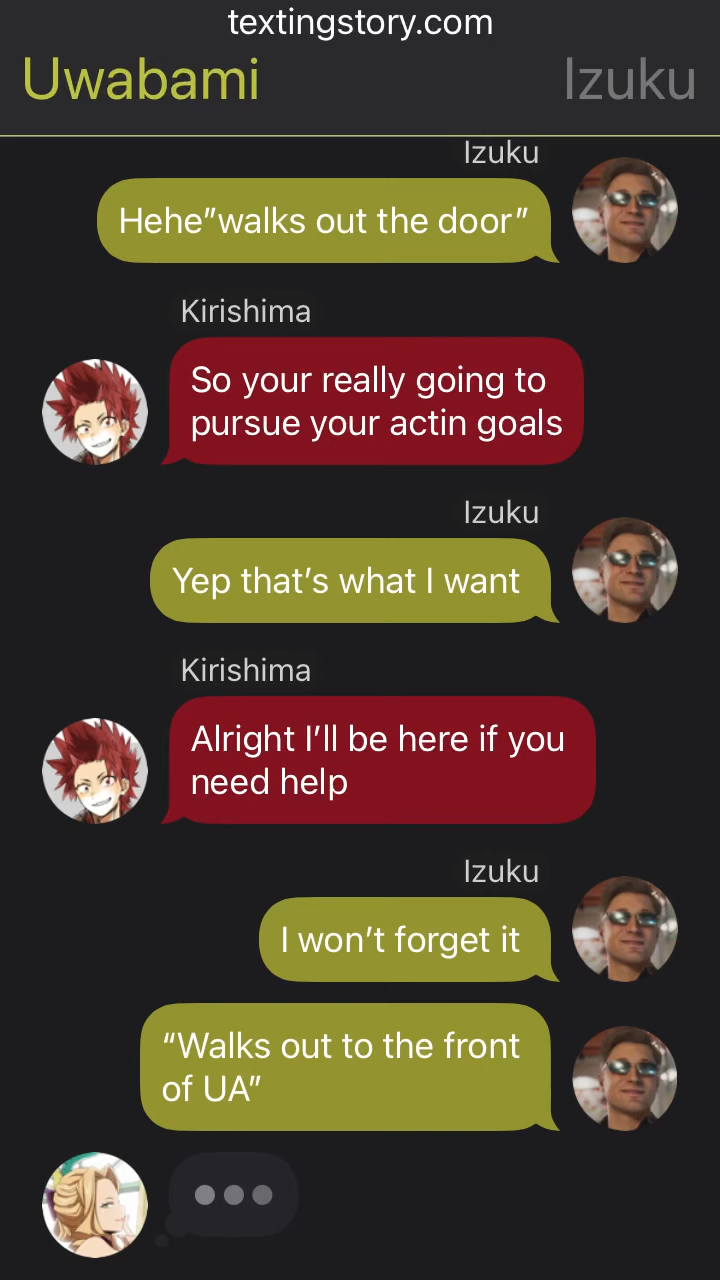 textingstory.com
Uwabami
Izuku
Izuku
Hehe”walks out the door”
Kirishima
So your really going to
pursue your actin goals
Izuku
Yep that’s what I want
Kirishima
Alright I’ll be here if you
need help
Izuku
I won’t forget it
“Walks out to the front
of UA”